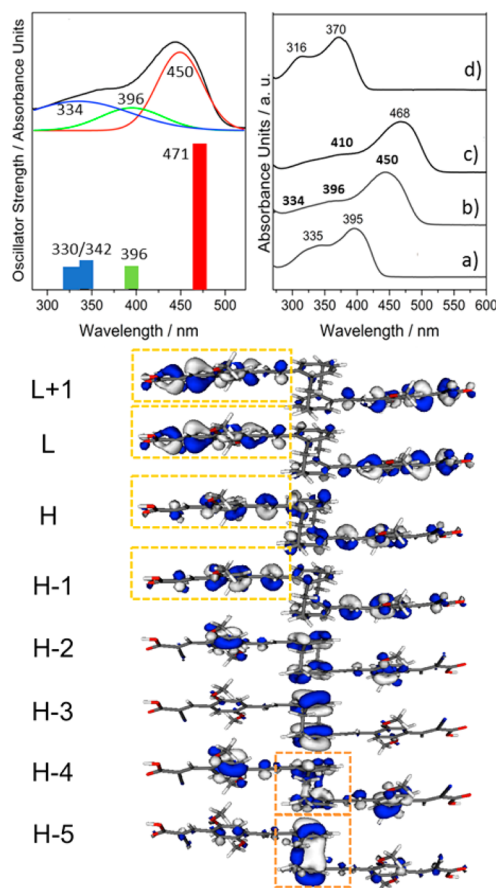 Oscillator Strength / Absorbance Units
450
396
334
471
330/342
396
300
350
400
450
500
Wavelength / nm
Absorbance Units / a. u.
370
316
d)
468
410
c)
450
396
334
b)
395
335
a)
300
350
400
450
500
550
600
Wavelength / nm
L+1
L
H
H-1
H-2
H-3
H-4
H-5